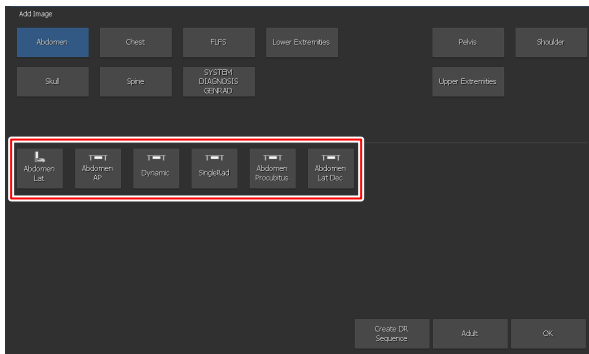 Add Image
Abdomen
Chest
FLFS
Lower Extremities
Pelvis
Shoulder
Skull
Spine
SYSTEM
DIAGNOSIS
GENRAD
Upper Extremities
Abdomen
Lat
Abdomen
AP
Dynamic
SingleRad
Abdomen
Procubitus
Abdomen
Lat Dec
Create DR
Sequence
Adult
OK